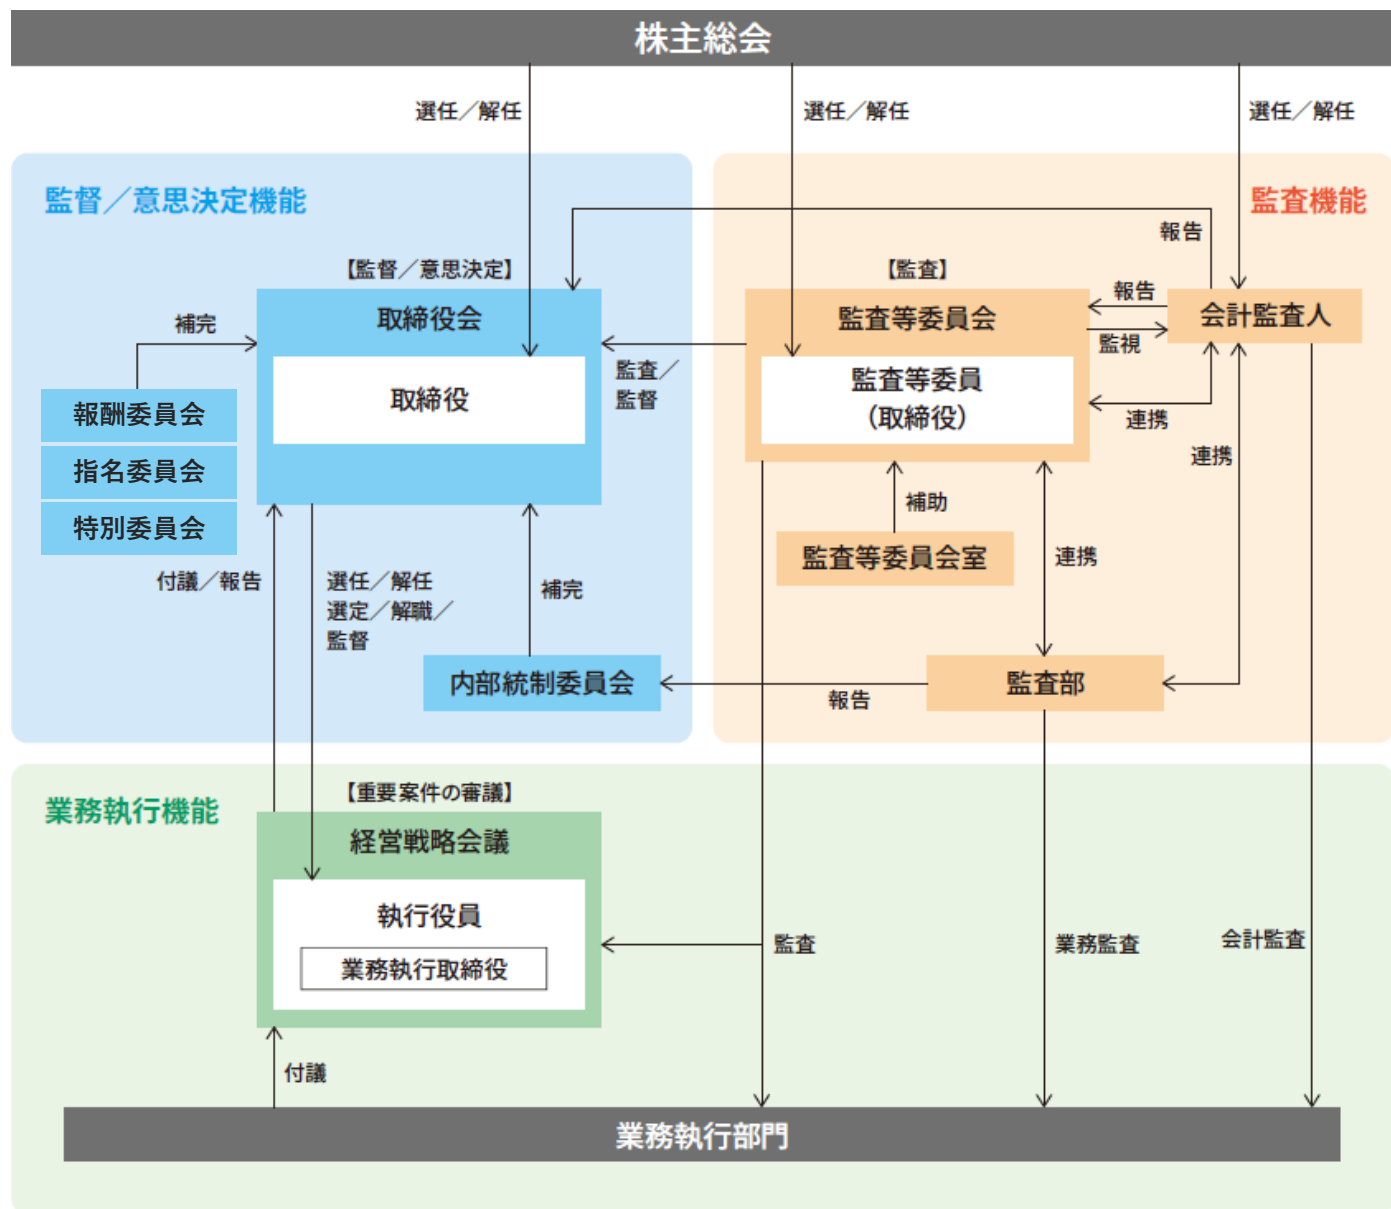 株主総会
選任／解任
選任／解任
選任／解任
監督／意思決定機能
監査機能
報告
【監督／意思決定】
【監査】
取締役会
監査等委員会
報告
会計監査人
補完
監視
取締役
監査／
監督
監査等委員
（取締役）
報酬委員会
連携
指名委員会
連携
特別委員会
補助
監査等委員会室
連携
付議／報告
選任／解任
選定／解職／
監督
補完
内部統制委員会
監査部
報告
業務執行機能
【重要案件の審議】
経営戦略会議
執行役員
業務執行取締役
監査
業務監査
会計監査
付議
業務執行部門